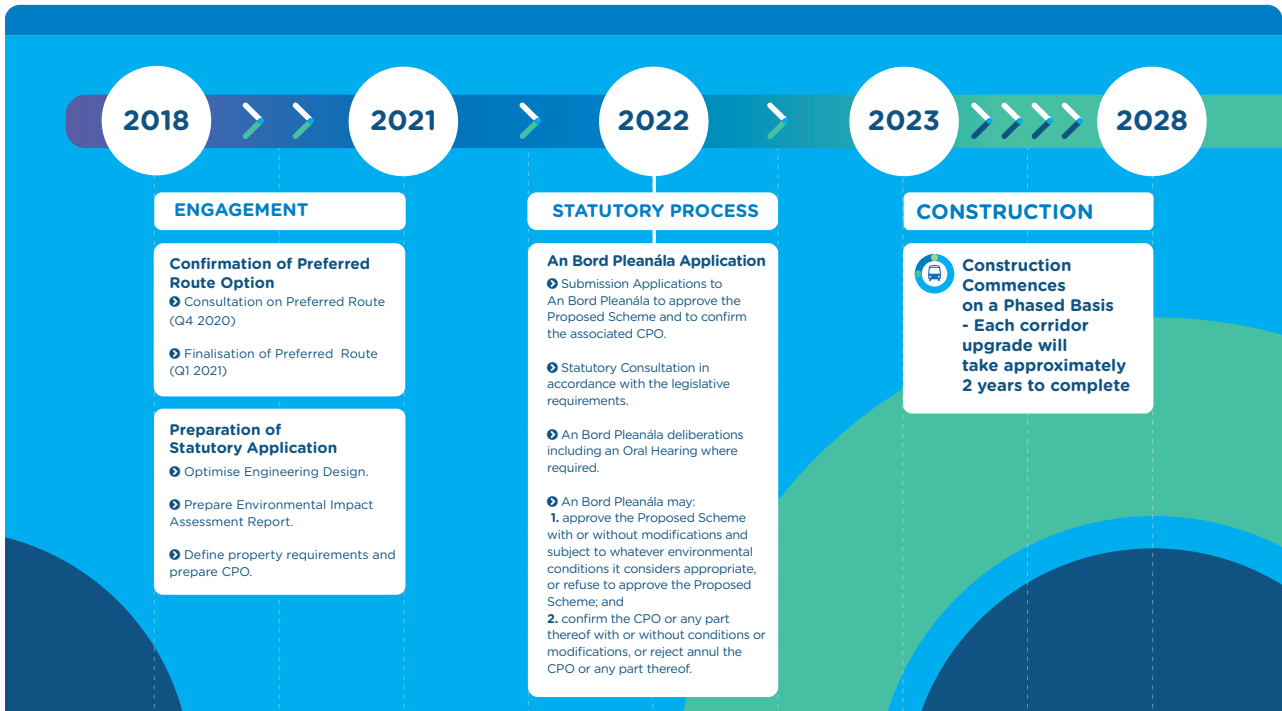 2018
2021
2022
2023
2028
ENGAGEMENT
Confirmation of Preferred
Route Option
Consultation on Preferred Route
(Q4 2020)
Finalisation of Preferred Route
(Q1 2021)
Preparation of
Statutory Application
Optimise Engineering Design.
Prepare Environmental Impact
Assessment Report.
Define property requirements and
prepare CPO.
STATUTORY PROCESS
An Bord Pleanála Application
Submission Applications to
An Bord Pleanála to approve the
Proposed Scheme and to confirm
the associated CPO.
Statutory Consultation in
accordance with the legislative
requirements.
An Bord Pleanála deliberations
including an Oral Hearing where
required.
An Bord Pleanála may:
1. approve the Proposed Scheme
with or without modifications and
subject to whatever environmental
conditions it considers appropriate,
or refuse to approve the Proposed
Scheme; and
2. confirm the CPO or any part
thereof with or without conditions or
modifications, or reject annul the
CPO or any part thereof.
CONSTRUCTION
Construction
Commences
on a Phased Basis
- Each corridor
upgrade will
take approximately
2 years to complete